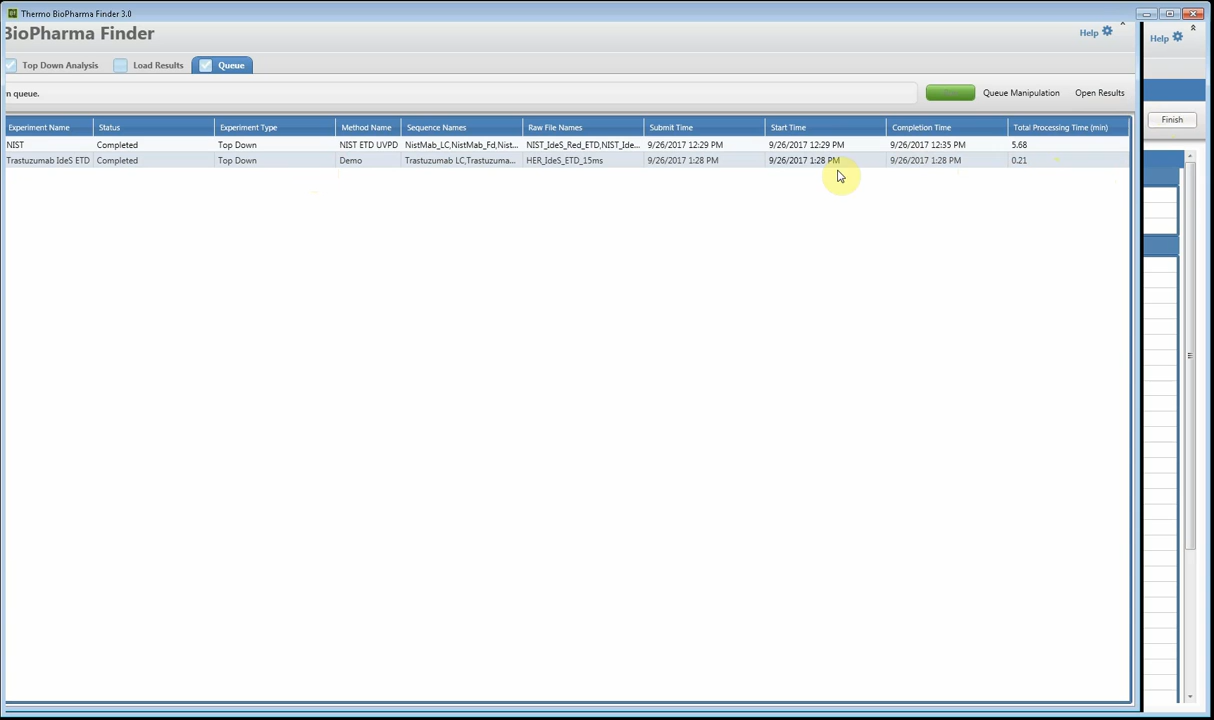 Thermo BioPharma Finder 3.0
BioPharma Finder
Help
Help
Top Down Analysis
Load Results
Queue
n queue.
Queue Manipulation
Open Results
Finish
Experiment Name Status Experiment Type Method Name Sequence Names Raw File Names Submit Time Start Time Completion Time Total Processing Time (min)
NIST Completed Top Down NIST ETD UVPD NistMab_LC,NistMab_Fd,Nist... NIST_IdeS_Red_ETD,NIST_Ide... 9/26/2017 12:29 PM 9/26/2017 12:29 PM 9/26/2017 12:35 PM 5.68
Trastuzumab IdeS ETD Completed Top Down Demo Trastuzumab LC,Trastuzuma... HER_IdeS_ETD_15ms 9/26/2017 1:28 PM 9/26/2017 1:28 PM 9/26/2017 1:28 PM 0.21